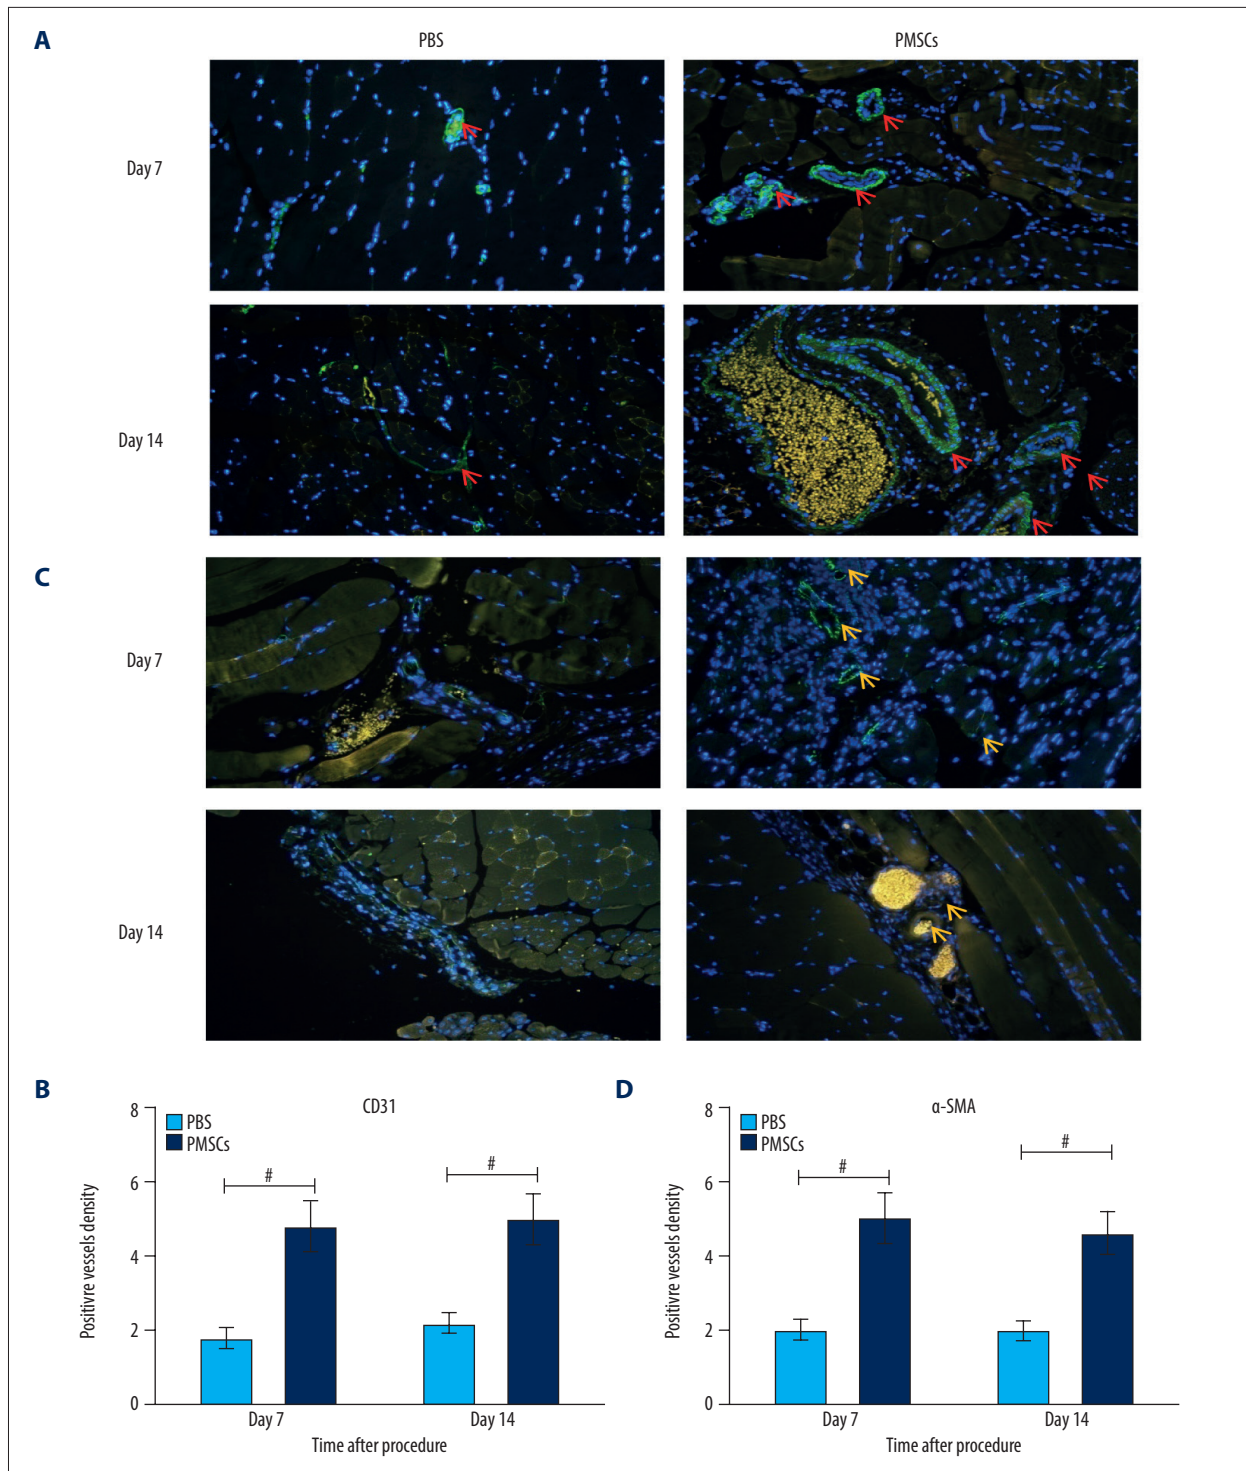 A
PBS
PMSCs
Day 7
Day 14
C
Day 7
Day 14
B
CD31
8
6
4
2
0
PBS
PMSCs
#
#
Positivre vessels density
Day 7
Day 14
Time after procedure
D
α-SMA
8
6
4
2
0
PBS
PMSCs
#
#
Positivre vessels density
Day 7
Day 14
Time after procedure